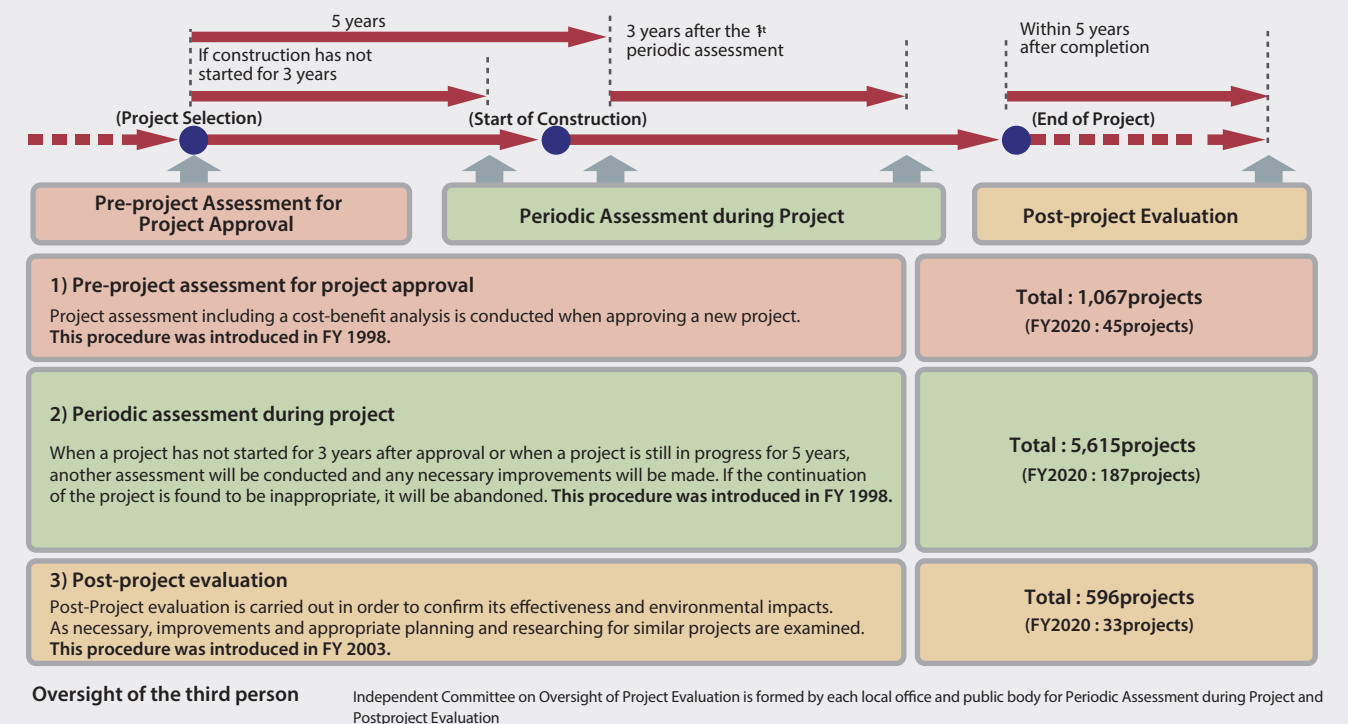 5 years
If construction has not
started for 3 years
3 years after the 1st
periodic assessment
Within 5 years
after completion
(Project Selection)
(Start of Construction)
(End of Project)
Pre-project Assessment for
Project Approval
Periodic Assessment during Project
Post-project Evaluation
1) Pre-project assessment for project approval
Project assessment including a cost-benefit analysis is conducted when approving a new project.
This procedure was introduced in FY 1998.
Total : 1,067projects
(FY2020 : 45projects)
2) Periodic assessment during project
When a project has not started for 3 years after approval or when a project is still in progress for 5 years,
another assessment will be conducted and any necessary improvements will be made. If the continuation
of the project is found to be inappropriate, it will be abandoned. This procedure was introduced in FY 1998.
Total : 5,615projects
(FY2020 : 187projects)
3) Post-project evaluation
Post-Project evaluation is carried out in order to confirm its effectiveness and environmental impacts.
As necessary, improvements and appropriate planning and researching for similar projects are examined.
This procedure was introduced in FY 2003.
Total : 596projects
(FY2020 : 33projects)
Oversight of the third person
Independent Committee on Oversight of Project Evaluation is formed by each local office and public body for Periodic Assessment during Project and
Postproject Evaluation